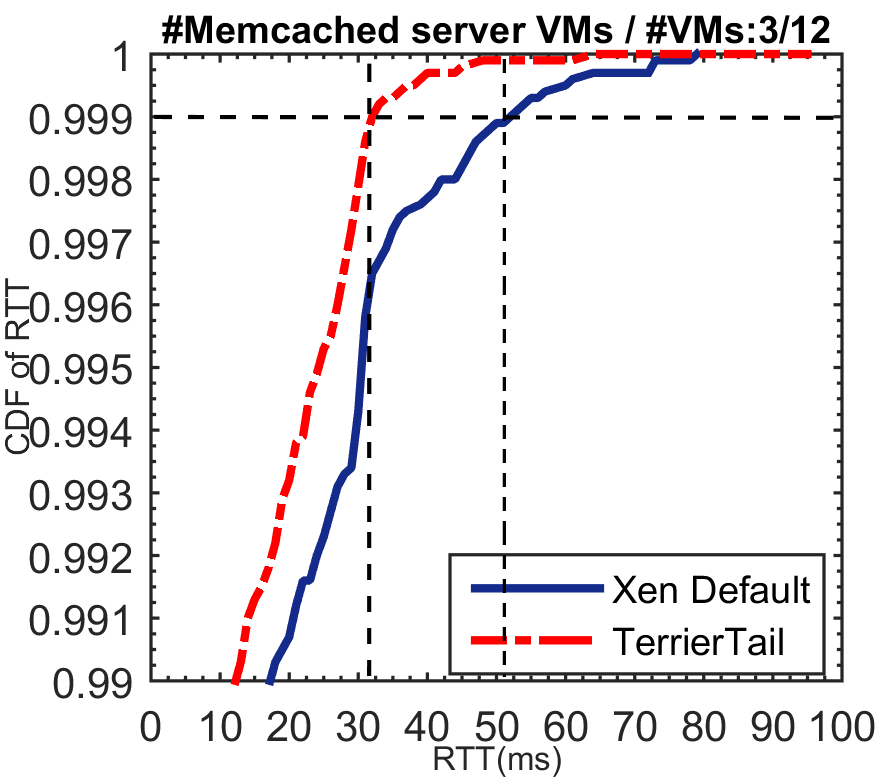 #Memcached server VMs / #VMs:3/12
1
0.999
0.998
0.997
0.996
0.995
0.994
0.993
0.992
0.991
0.99
CDF of RTT
Xen Default
TerrierTail
0 10 20 30 40 50 60 70 80 90 100
RTT(ms)